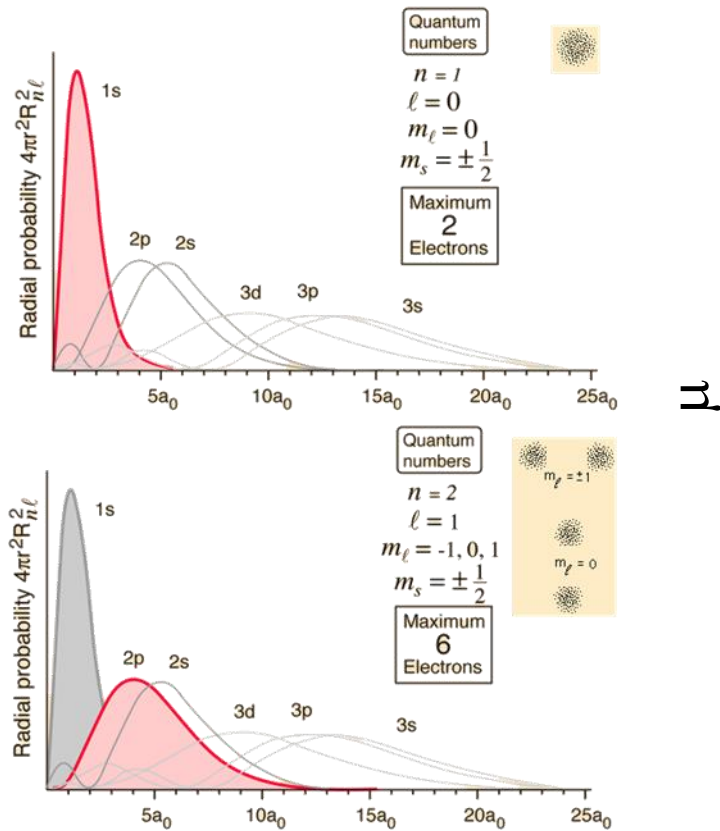 Quantum
numbers
n = 1
ℓ = 0
mℓ = 0
ms = ± 1/2
Maximum
2
Electrons
Radial probability 4πr²R²nℓ
1s
2p
2s
3d
3p
3s
5a₀
10a₀
15a₀
20a₀
25a₀
Quantum
numbers
n = 2
ℓ = 1
mℓ = -1, 0, 1
ms = ± 1/2
Maximum
6
Electrons
mℓ = ±1
mℓ = 0
Radial probability 4πr²R²nℓ
1s
2p
2s
3d
3p
3s
5a₀
10a₀
15a₀
20a₀
25a₀